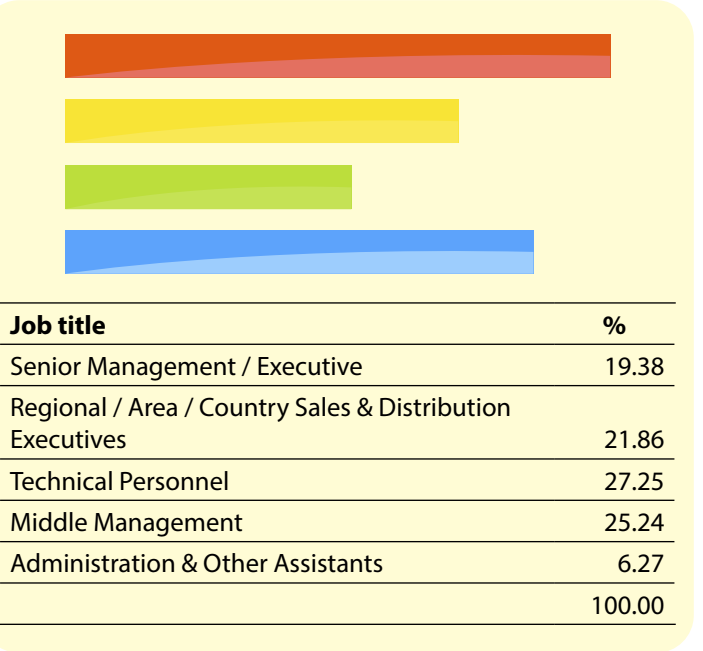 Job title %
Senior Management / Executive 19.38
Regional / Area / Country Sales & Distribution
Executives 21.86
Technical Personnel 27.25
Middle Management 25.24
Administration & Other Assistants 6.27
100.00